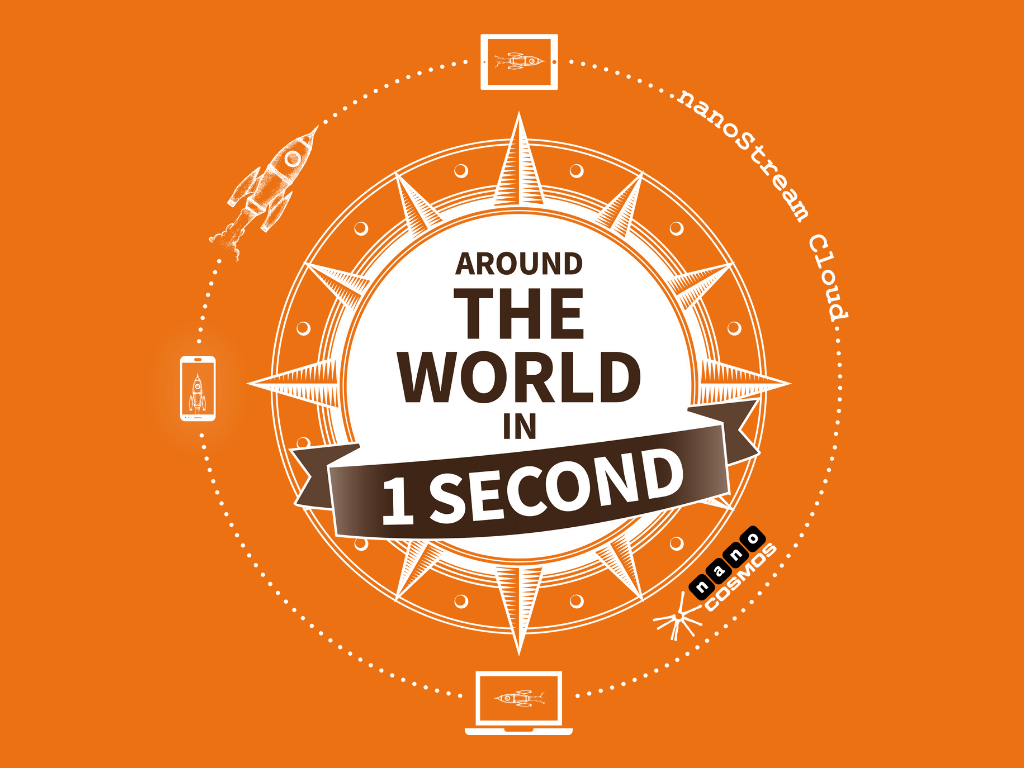 nanoStream Cloud
AROUND
THE
WORLD
IN
1 SECOND
nano
COSMOS